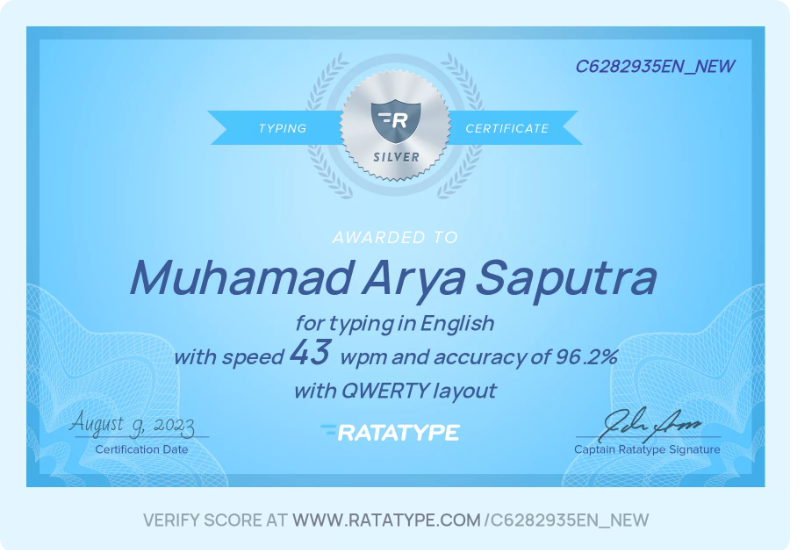 C6282935EN_NEW
TYPING
R
SILVER
CERTIFICATE
AWARDED TO
Muhamad Arya Saputra
for typing in English
with speed 43 wpm and accuracy of 96.2%
with QWERTY layout
August 9, 2023
Certification Date
RATATYPE
Captain Ratatype Signature
VERIFY SCORE AT WWW.RATATYPE.COM/C6282935EN_NEW